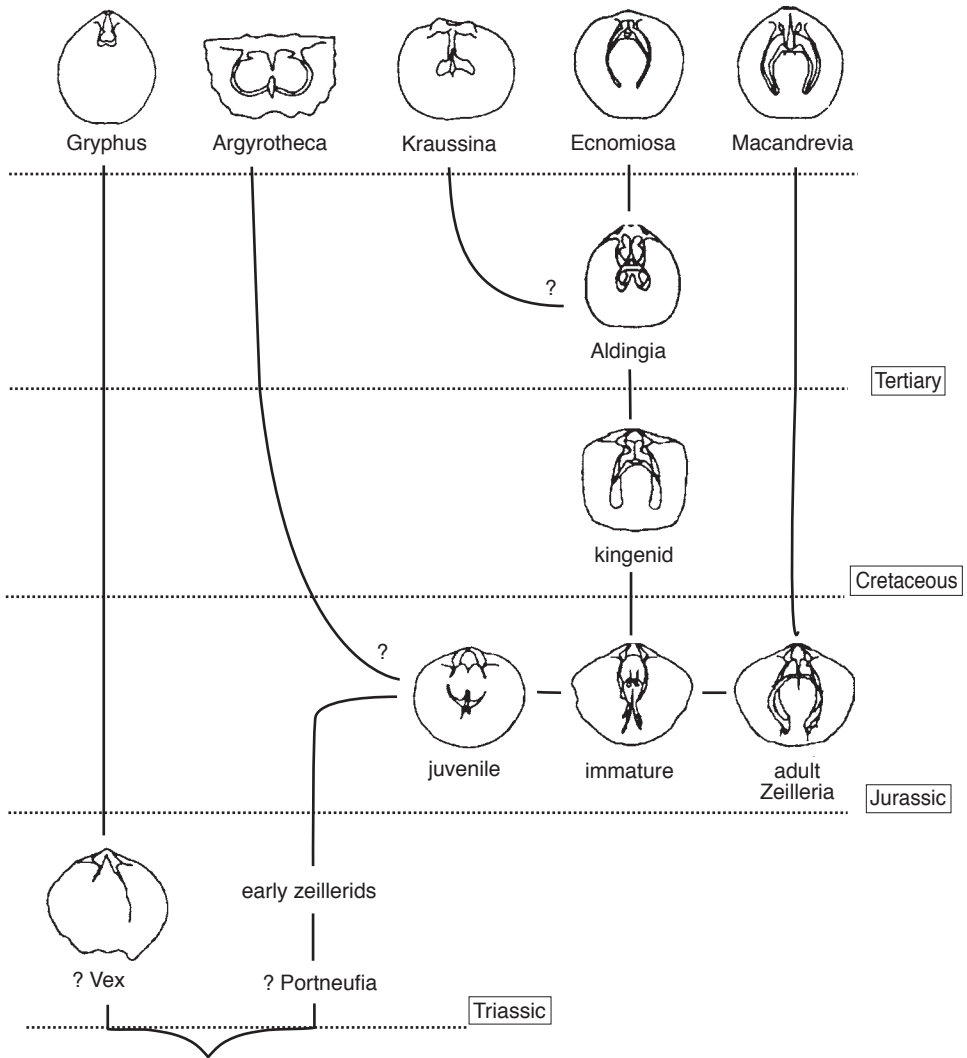 Gryphus
Argyrotheca
Kraussina
Ecnomiosa
Macandrevia
?
Aldingia
Tertiary
kingenid
Cretaceous
?
juvenile
immature
adult
Zeilleria
Jurassic
early zeillerids
? Vex
? Portneufia
Triassic